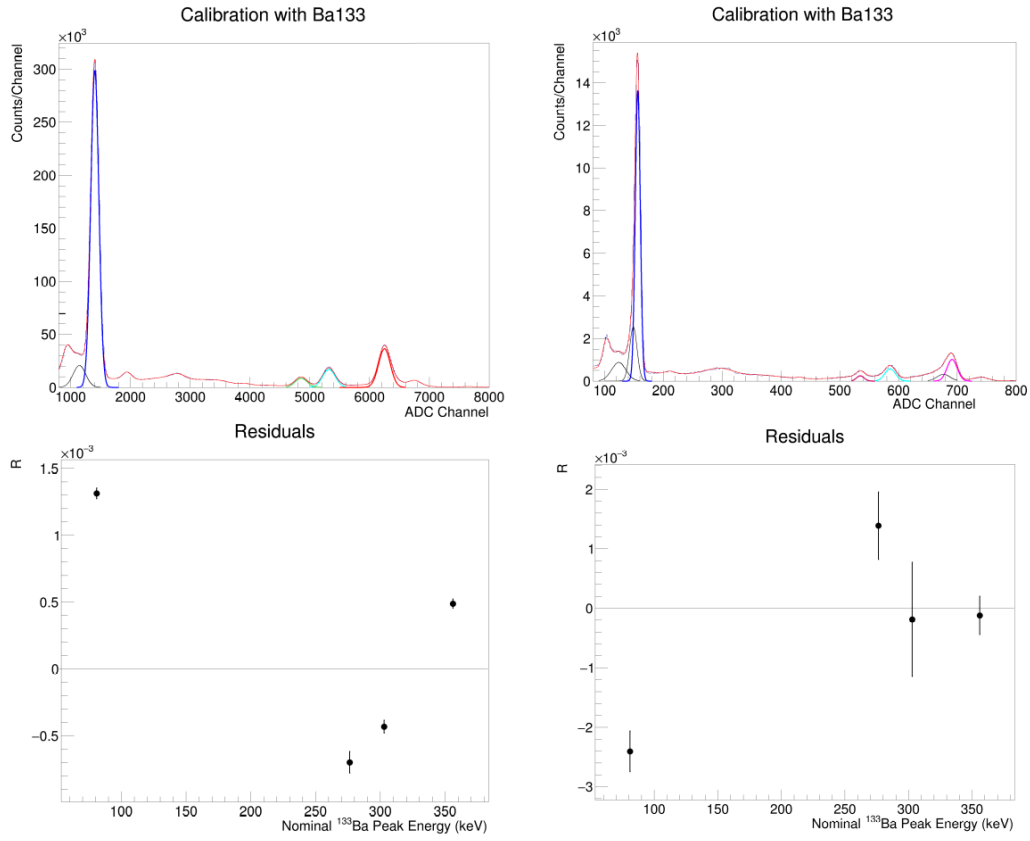 Calibration with Ba133
×10³
Counts/Channel
300
250
200
150
100
50
0
1000 2000 3000 4000 5000 6000 7000 8000
ADC Channel
Calibration with Ba133
×10³
Counts/Channel
14
12
10
8
6
4
2
0
100 200 300 400 500 600 700 800
ADC Channel
Residuals
×10⁻³
R
1.5
1
0.5
0
−0.5
100 150 200 250 300 350
Nominal ¹³³Ba Peak Energy (keV)
Residuals
×10⁻³
R
2
1
0
−1
−2
−3
100 150 200 250 300 350
Nominal ¹³³Ba Peak Energy (keV)